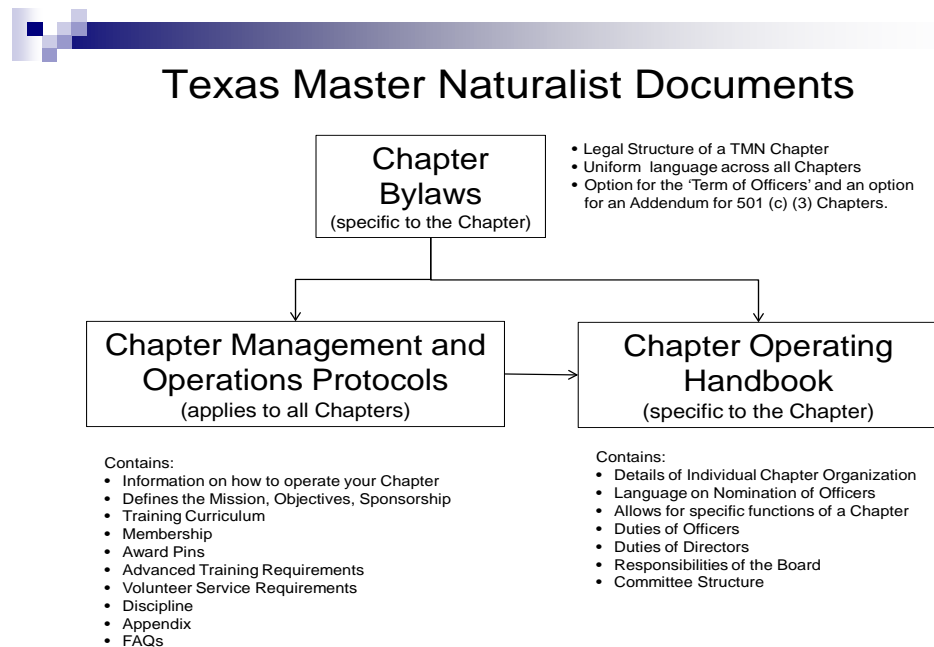 Texas Master Naturalist Documents
Chapter
Bylaws
(specific to the Chapter)
• Legal Structure of a TMN Chapter
• Uniform language across all Chapters
• Option for the 'Term of Officers' and an option
for an Addendum for 501 (c) (3) Chapters.
Chapter Management and
Operations Protocols
(applies to all Chapters)
Chapter Operating
Handbook
(specific to the Chapter)
Contains:
• Information on how to operate your Chapter
• Defines the Mission, Objectives, Sponsorship
• Training Curriculum
• Membership
• Award Pins
• Advanced Training Requirements
• Volunteer Service Requirements
• Discipline
• Appendix
• FAQs
Contains:
• Details of Individual Chapter Organization
• Language on Nomination of Officers
• Allows for specific functions of a Chapter
• Duties of Officers
• Duties of Directors
• Responsibilities of the Board
• Committee Structure